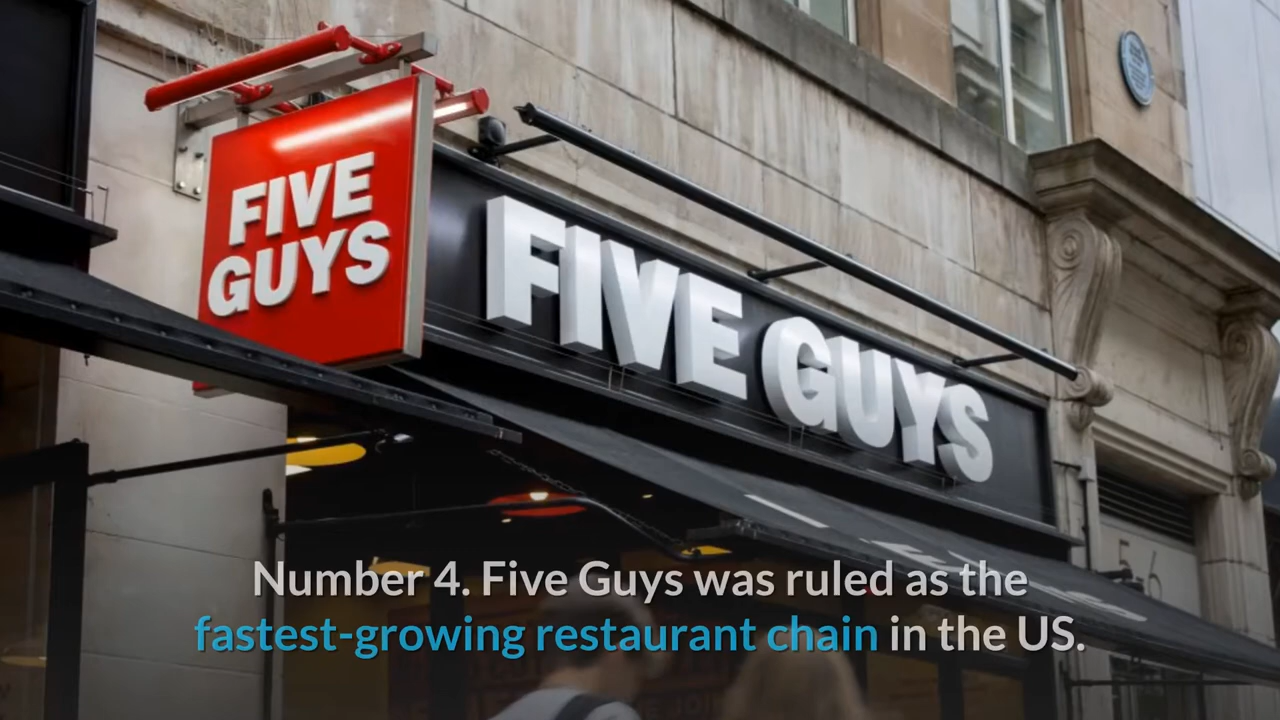 FIVE
GUYS
FIVE GUYS
Number 4. Five Guys was ruled as the
fastest-growing restaurant chain in the US.